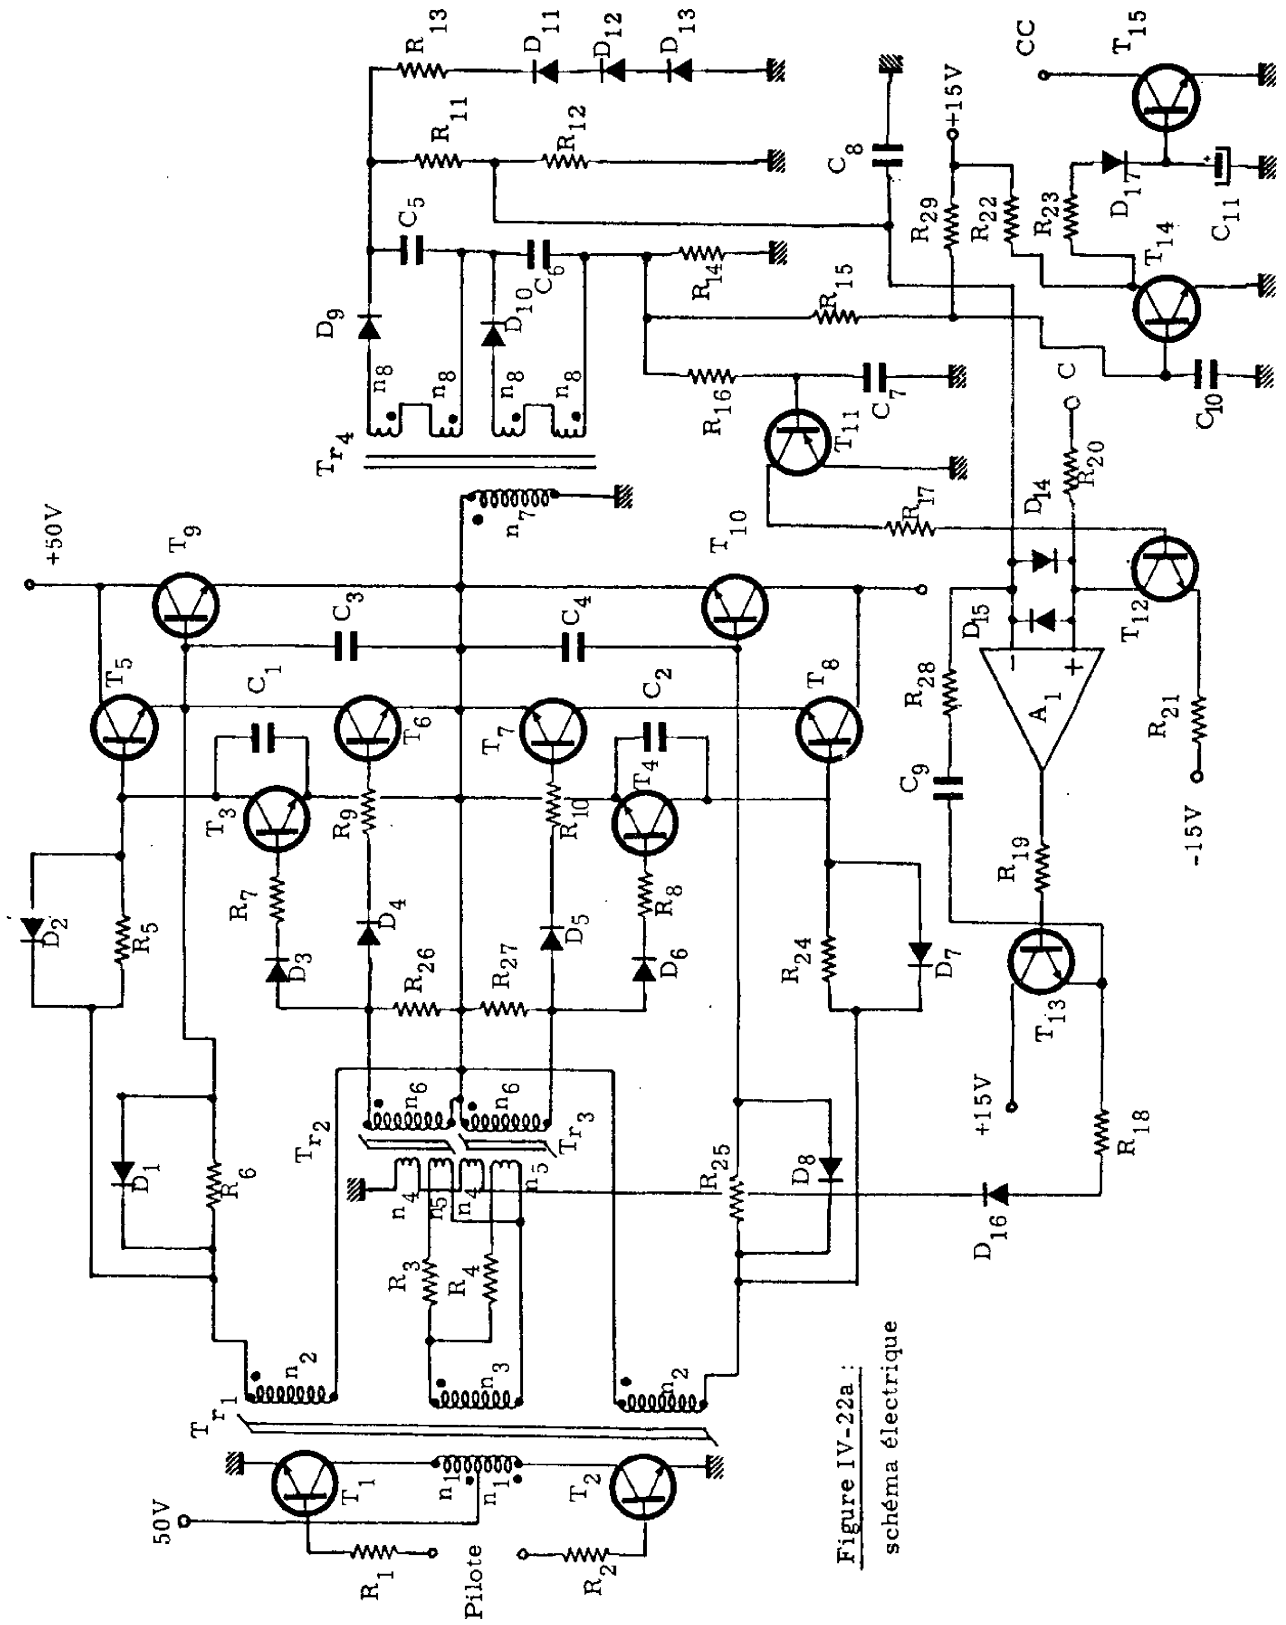 Figure IV-22a :
schéma électrique
50V
Pilote
R1
R2
T1
T2
n1
n1
Tr1
n2
n3
n2
R3
R4
n4
n5
n4
n5
Tr2
Tr3
n6
n6
D1
R6
D2
R5
D3
R7
D4
R9
R26
R27
D5
R10
D6
R8
R24
D7
R25
D8
T3
T4
T5
T6
T7
T8
C1
C2
C3
C4
+50V
T9
T10
n7
Tr4
n8
n8
n8
n8
D9
D10
C5
C6
R11
R12
R13
D11
D12
D13
R14
R15
R16
C7
T11
R17
C8
R29
+15V
R22
R23
D17
C11
T14
C10
CC
T15
C
R20
D14
D15
T12
R21
-15V
A1
R28
C9
R19
T13
+15V
R18
D16